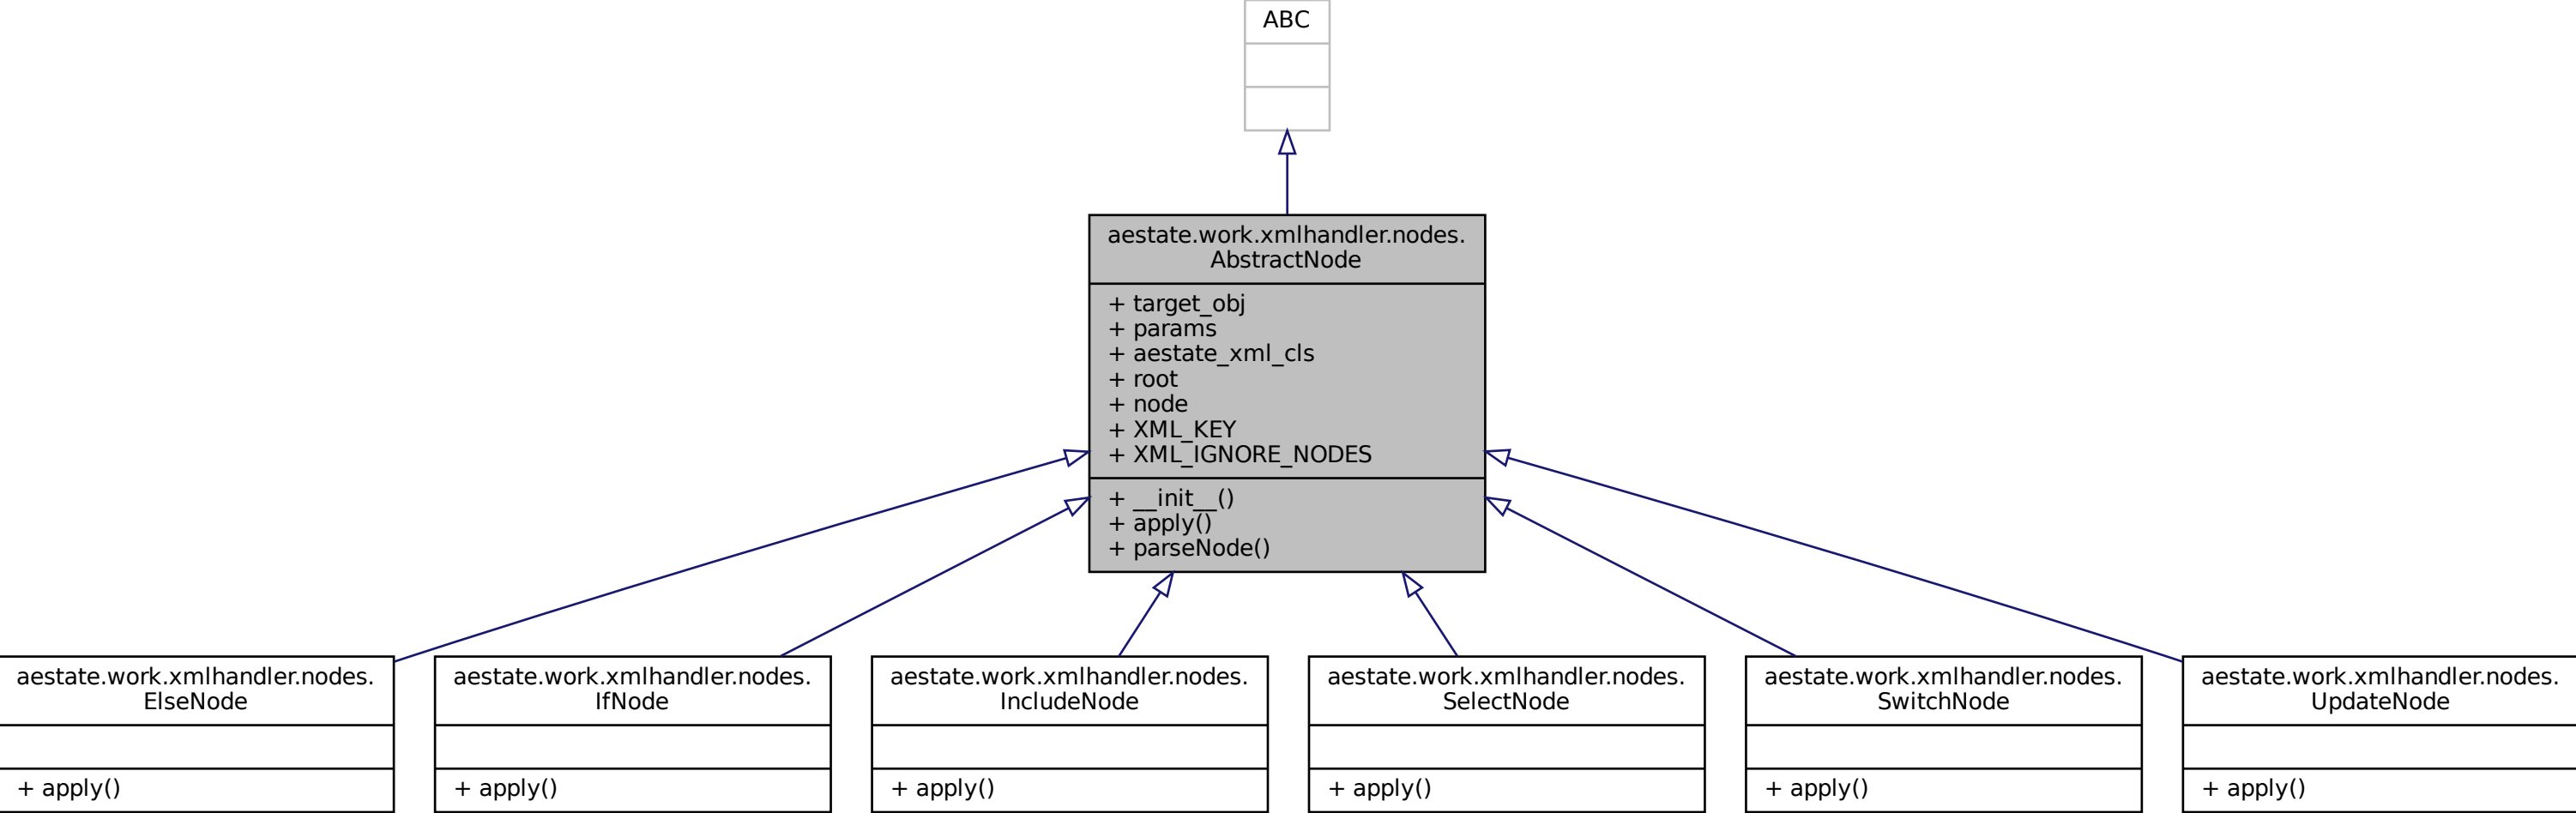 ABC
aestate.work.xmlhandler.nodes.
AbstractNode
+ target_obj
+ params
+ aestate_xml_cls
+ root
+ node
+ XML_KEY
+ XML_IGNORE_NODES
+ __init__()
+ apply()
+ parseNode()
aestate.work.xmlhandler.nodes.
ElseNode
+ apply()
aestate.work.xmlhandler.nodes.
IfNode
+ apply()
aestate.work.xmlhandler.nodes.
IncludeNode
+ apply()
aestate.work.xmlhandler.nodes.
SelectNode
+ apply()
aestate.work.xmlhandler.nodes.
SwitchNode
+ apply()
aestate.work.xmlhandler.nodes.
UpdateNode
+ apply()